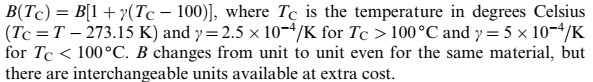 B(T_C) = B[1 + γ(T_C − 100)], where T_C is the temperature in degrees Celsius
(T_C = T − 273.15 K) and γ = 2.5 × 10⁻⁴/K for T_C > 100 °C and γ = 5 × 10⁻⁴/K
for T_C < 100°C. B changes from unit to unit even for the same material, but
there are interchangeable units available at extra cost.